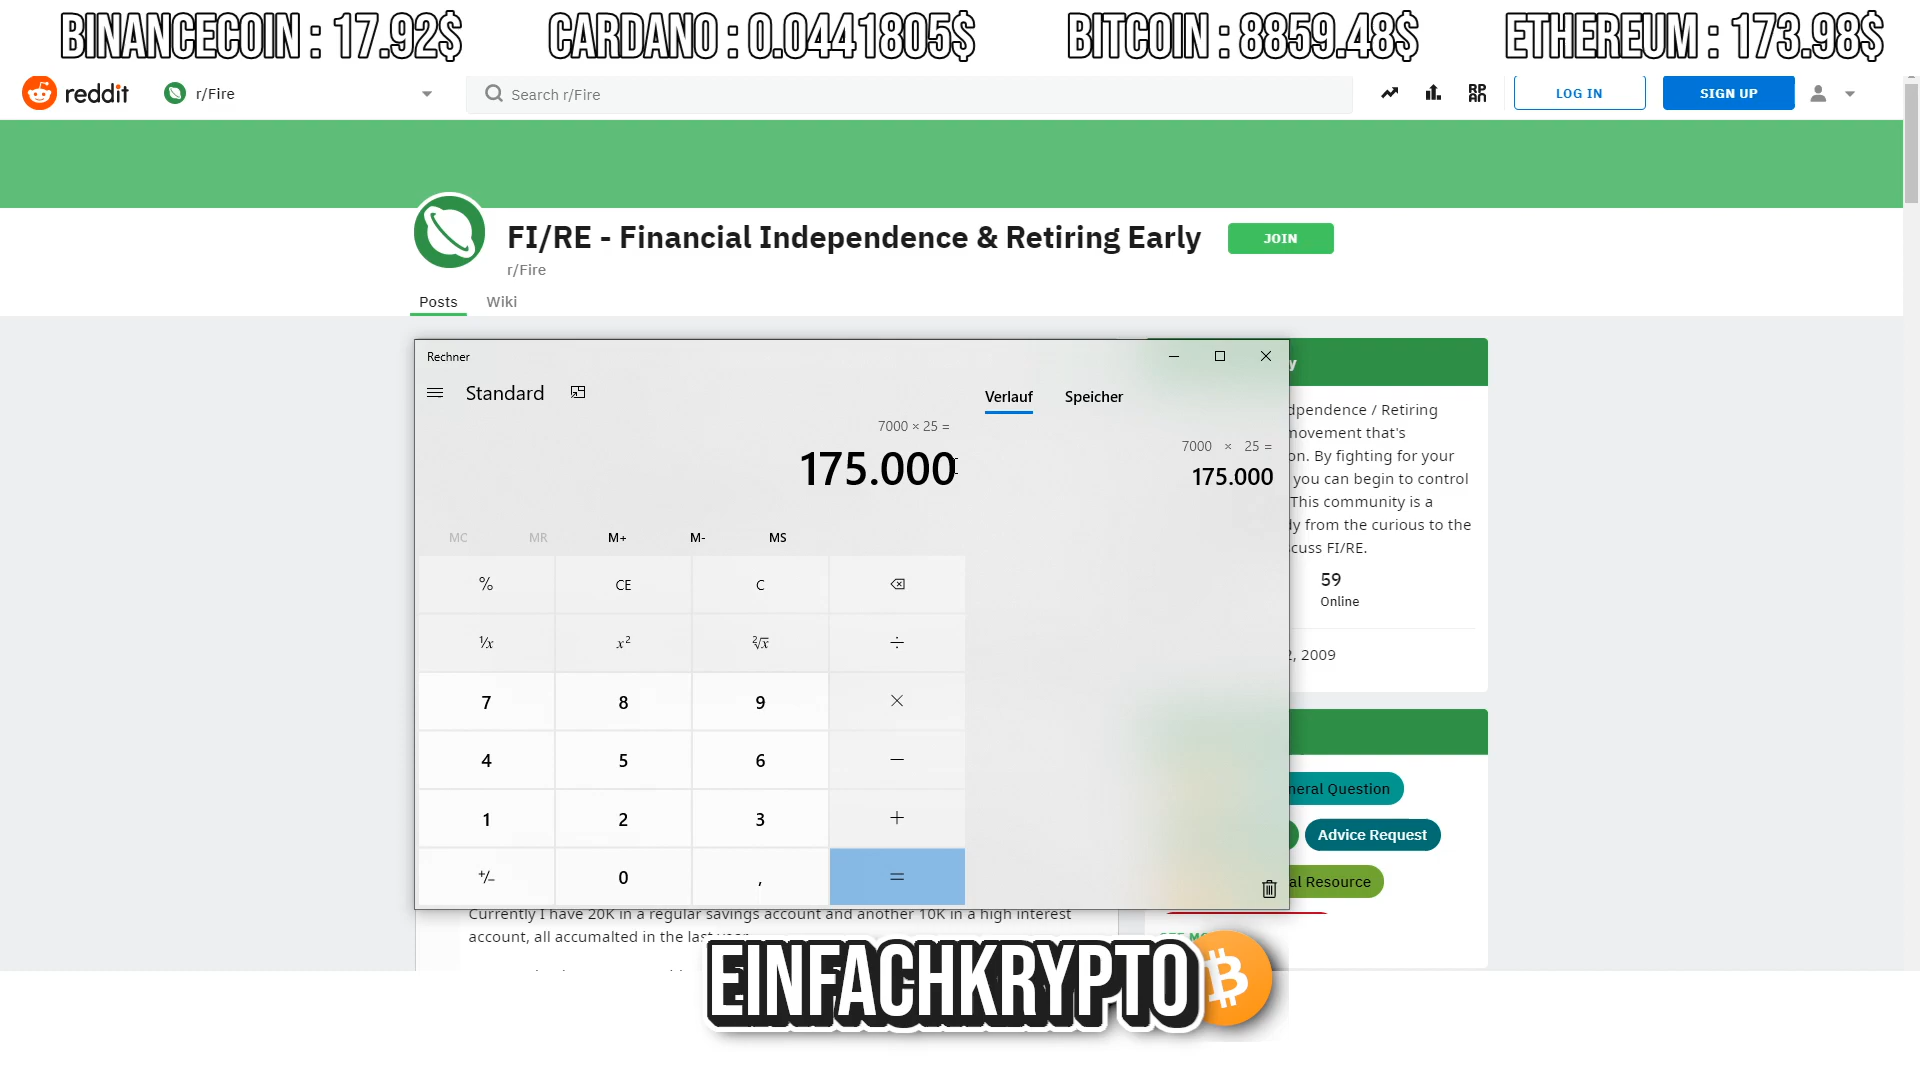 BINANCECOIN : 17.92$ CARDANO : 0.0441805$ BITCOIN : 8859.48$ ETHEREUM : 173.98$
reddit r/Fire Search r/Fire RPAN LOG IN SIGN UP
FI/RE - Financial Independence & Retiring Early JOIN
r/Fire
Posts Wiki
Rechner
Standard Verlauf Speicher
7000 × 25 =
175.000
7000 × 25 =
175.000
MC MR M+ M- MS
% CE C
¹/x x² ²√x ÷
7 8 9 ×
4 5 6 −
1 2 3 +
+/− 0 , =
y
dpendence / Retiring
movement that's
on. By fighting for your
you can begin to control
This community is a
dy from the curious to the
cuss FI/RE.
59
Online
2, 2009
neral Question
Advice Request
al Resource
Currently I have 20K in a regular savings account and another 10K in a high interest
account, all accumalted in the last year
EINFACHKRYPTO